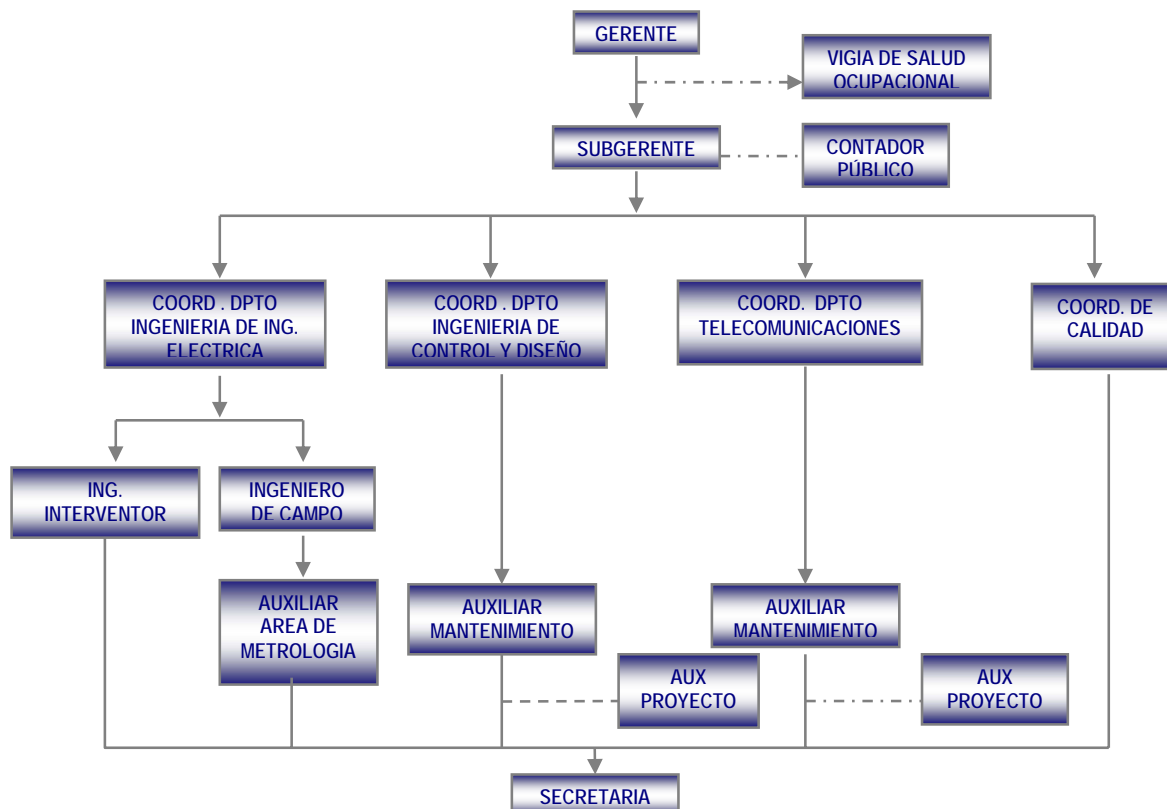 GERENTE
VIGIA DE SALUD
OCUPACIONAL
SUBGERENTE
CONTADOR
PÚBLICO
COORD . DPTO
INGENIERIA DE ING.
ELECTRICA
COORD . DPTO
INGENIERIA DE
CONTROL Y DISEÑO
COORD. DPTO
TELECOMUNICACIONES
COORD. DE
CALIDAD
ING.
INTERVENTOR
INGENIERO
DE CAMPO
AUXILIAR
AREA DE
METROLOGIA
AUXILIAR
MANTENIMIENTO
AUXILIAR
MANTENIMIENTO
AUX
PROYECTO
AUX
PROYECTO
SECRETARIA